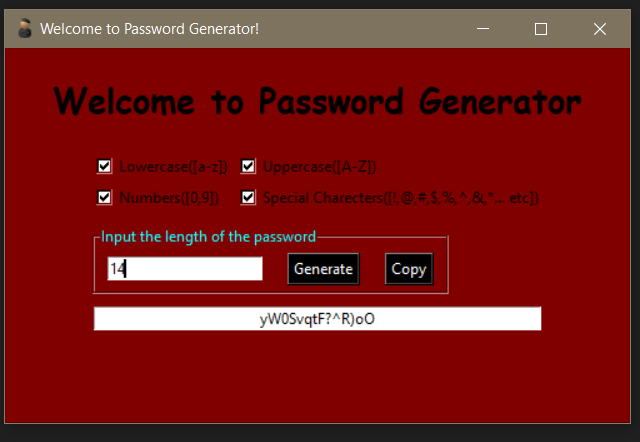 Welcome to Password Generator!
Welcome to Password Generator
Lowercase([a-z]) Uppercase([A-Z])
Numbers([0,9]) Special Charecters([!,@,#,$,%,^,&,*... etc])
Input the length of the password
14 Generate Copy
yW0SvqtF?^R)oO